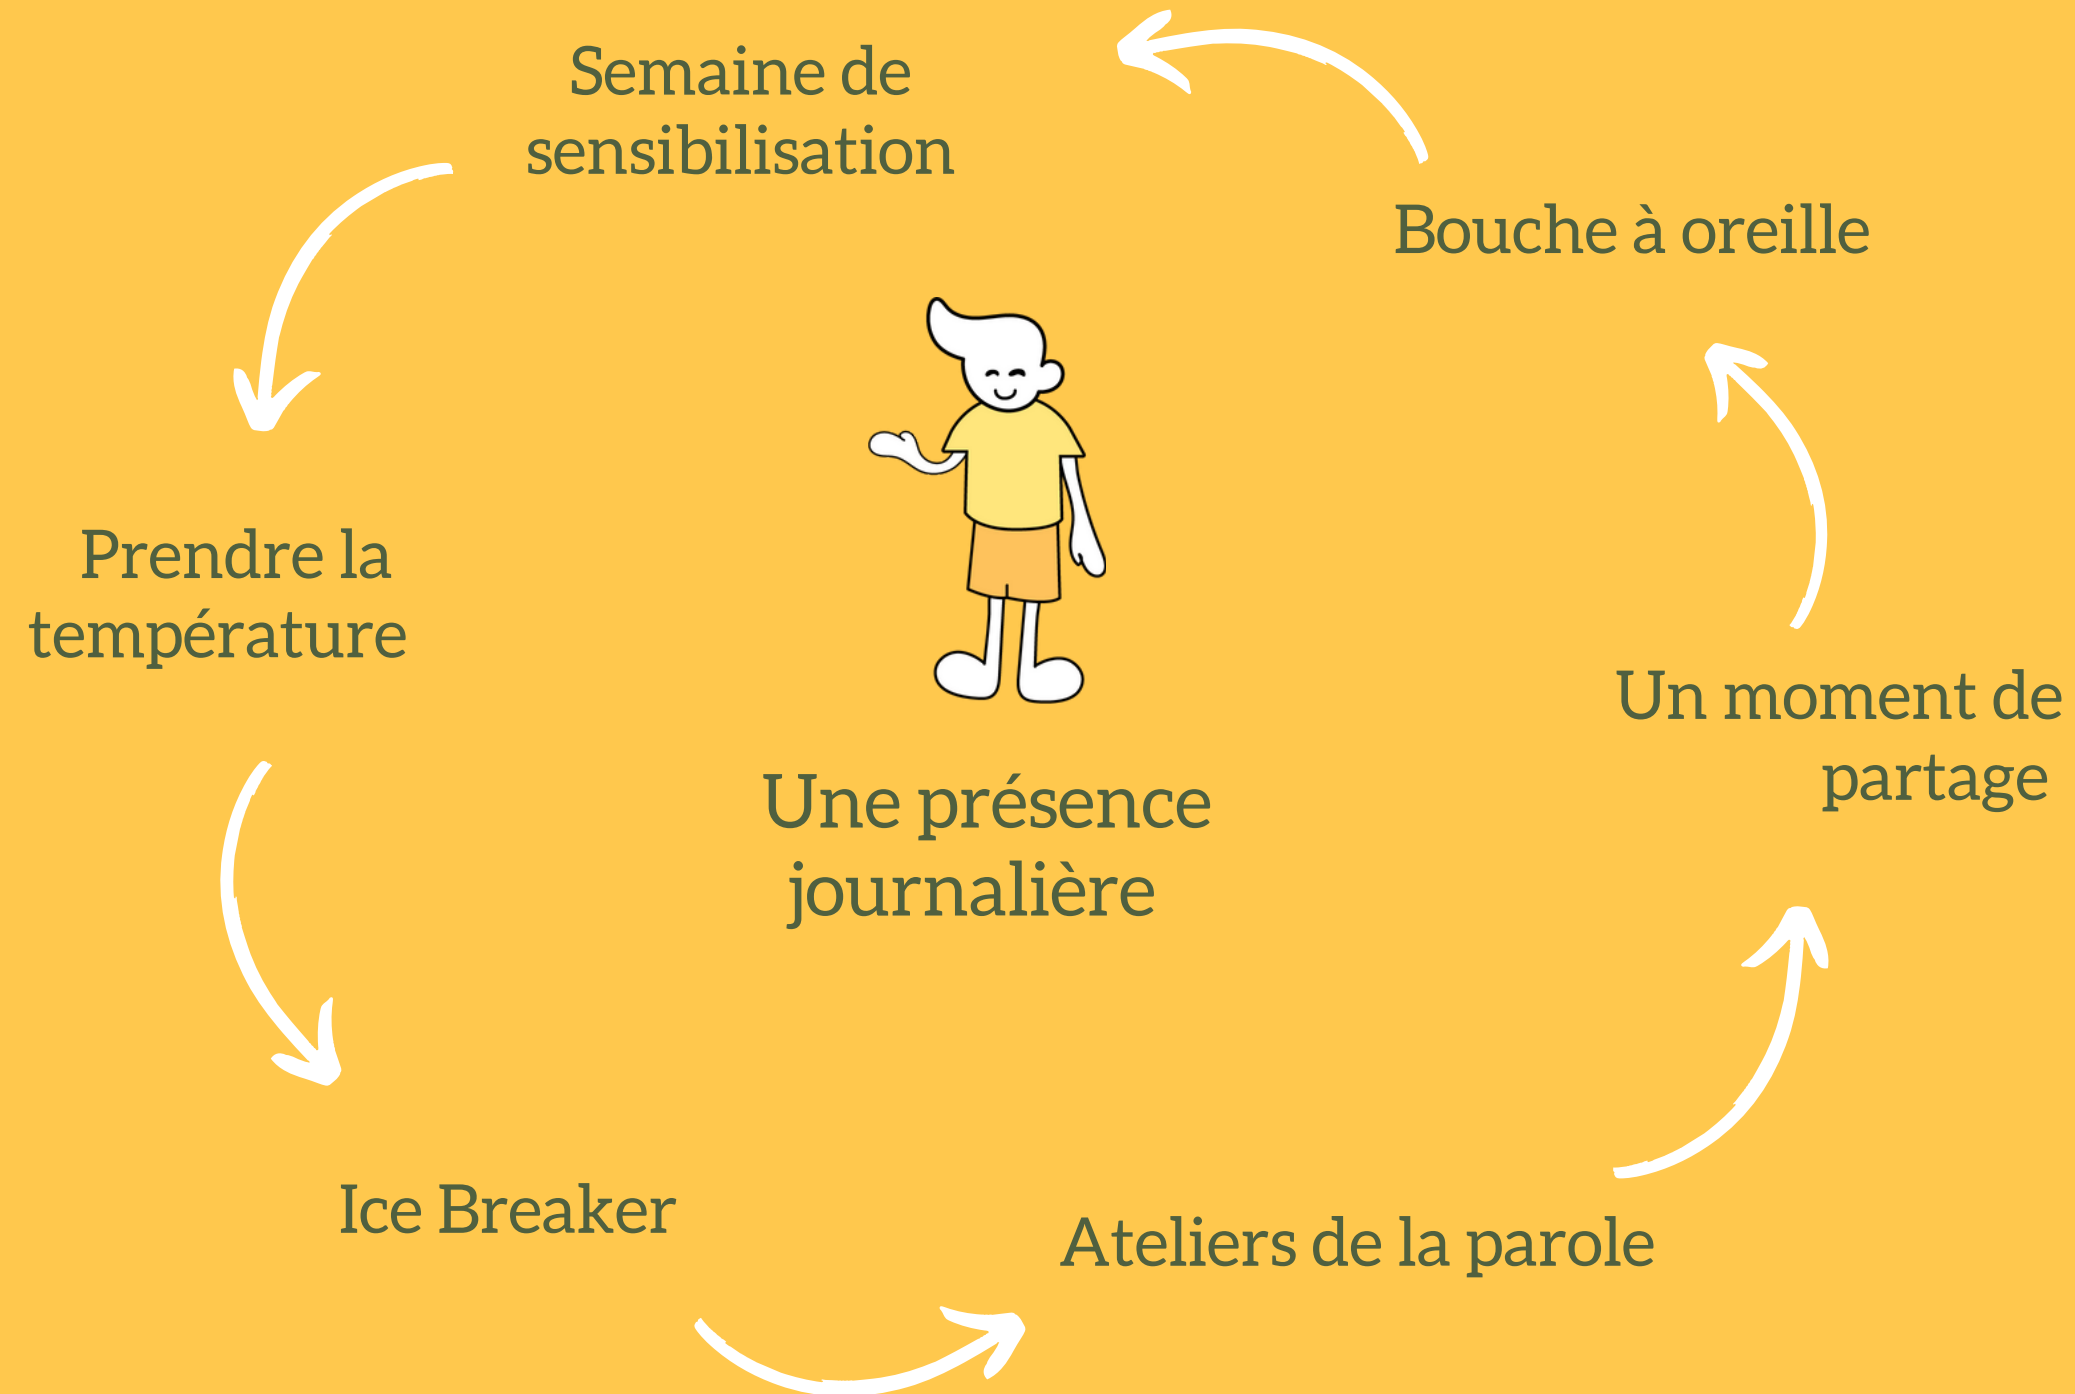 Semaine de
sensibilisation
Bouche à oreille
Prendre la
température
Un moment de
partage
Une présence
journalière
Ice Breaker
Ateliers de la parole